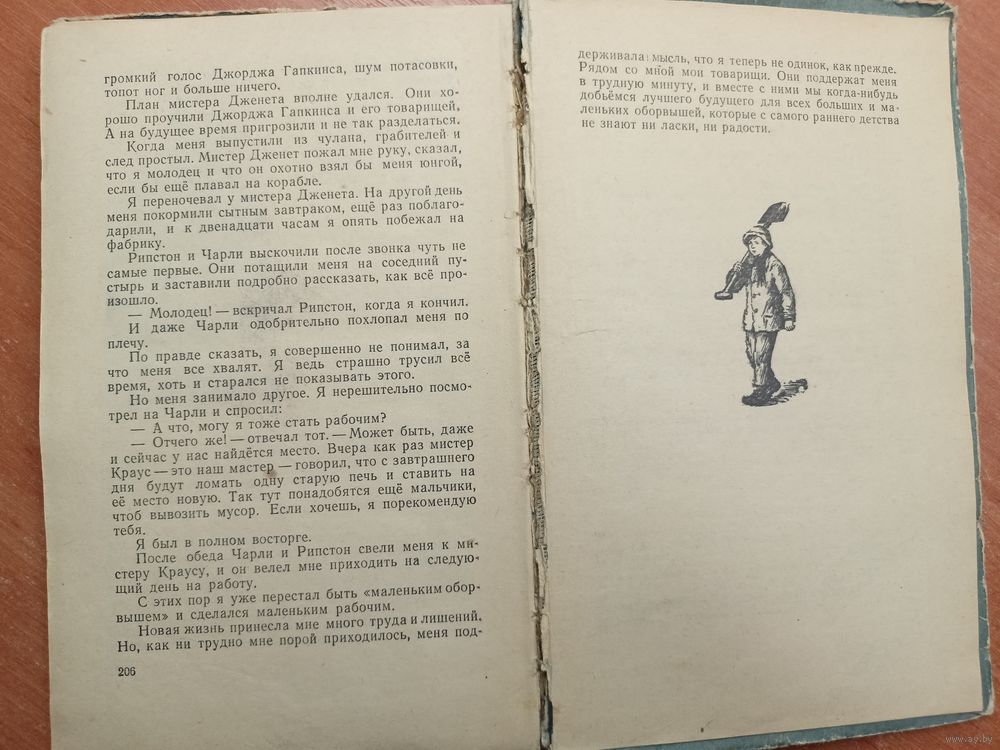 громкий голос Джорджа Гапкинса, шум потасовки,
топот ног и больше ничего.
План мистера Дженета вполне удался. Они хо-
рошо проучили Джорджа Гапкинса и его товарищей.
А на будущее время пригрозили и не так разделаться.
Когда меня выпустили из чулана, грабителей и
след простыл. Мистер Дженет пожал мне руку, сказал,
что я молодец и что он охотно взял бы меня юнгой,
если бы ещё плавал на корабле.
Я переночевал у мистера Дженета. На другой день
меня покормили сытным завтраком, ещё раз поблаго-
дарили, и к двенадцати часам я опять побежал на
фабрику.
Рипстон и Чарли выскочили после звонка чуть не
самые первые. Они потащили меня на соседний пу-
стырь и заставили подробно рассказать, как всё про-
изошло.
— Молодец! — вскричал Рипстон, когда я кончил.
И даже Чарли одобрительно похлопал меня по
плечу.
По правде сказать, я совершенно не понимал, за
что меня все хвалят. Я ведь страшно трусил всё
время, хоть и старался не показывать этого.
Но меня занимало другое. Я нерешительно посмо-
трел на Чарли и спросил:
— А что, могу я тоже стать рабочим?
— Отчего же! — отвечал тот. — Может быть, даже
и сейчас у нас найдётся место. Вчера как раз мистер
Краус — это наш мастер — говорил, что с завтрашнего
дня будут ломать одну старую печь и ставить на
её место новую. Так тут понадобятся ещё мальчики,
чтоб вывозить мусор. Если хочешь, я порекомендую
тебя.
Я был в полном восторге.
После обеда Чарли и Рипстон свели меня к ми-
стеру Краусу, и он велел мне приходить на следую-
щий день на работу.
С этих пор я уже перестал быть «маленьким обор-
вышем» и сделался маленьким рабочим.
Новая жизнь принесла мне много труда и лишений.
Но, как ни трудно мне порой приходилось, меня под-
206
держивала мысль, что я теперь не одинок, как прежде.
Рядом со мной мои товарищи. Они поддержат меня
в трудную минуту, и вместе с ними мы когда-нибудь
добьёмся лучшего будущего для всех больших и ма-
леньких оборвышей, которые с самого раннего детства
не знают ни ласки, ни радости.
www.ay.by